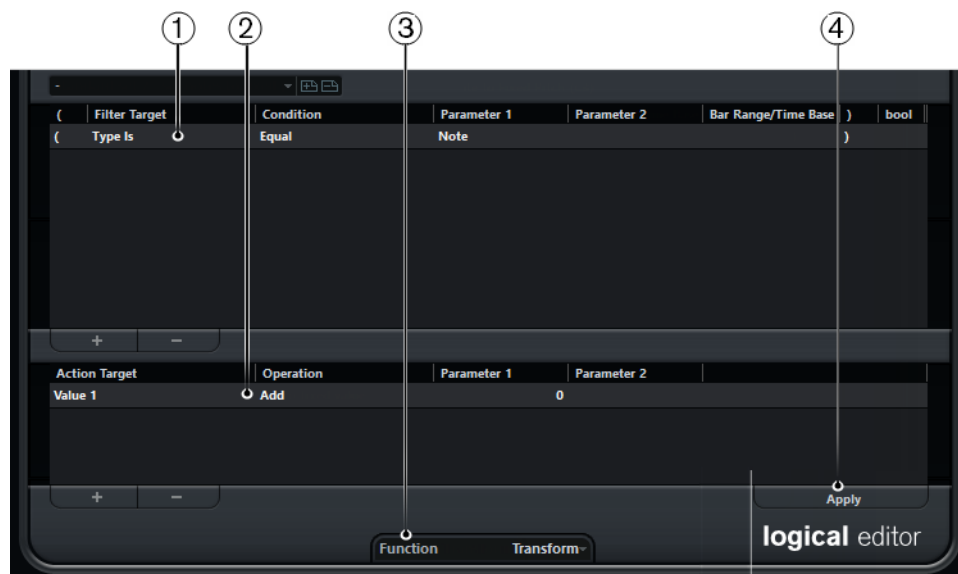 1 2 3 4
-
( Filter Target Condition Parameter 1 Parameter 2 Bar Range/Time Base ) bool
( Type Is Equal Note )
+ −
Action Target Operation Parameter 1 Parameter 2
Value 1 Add 0
+ − Apply
logical editor
Function Transform